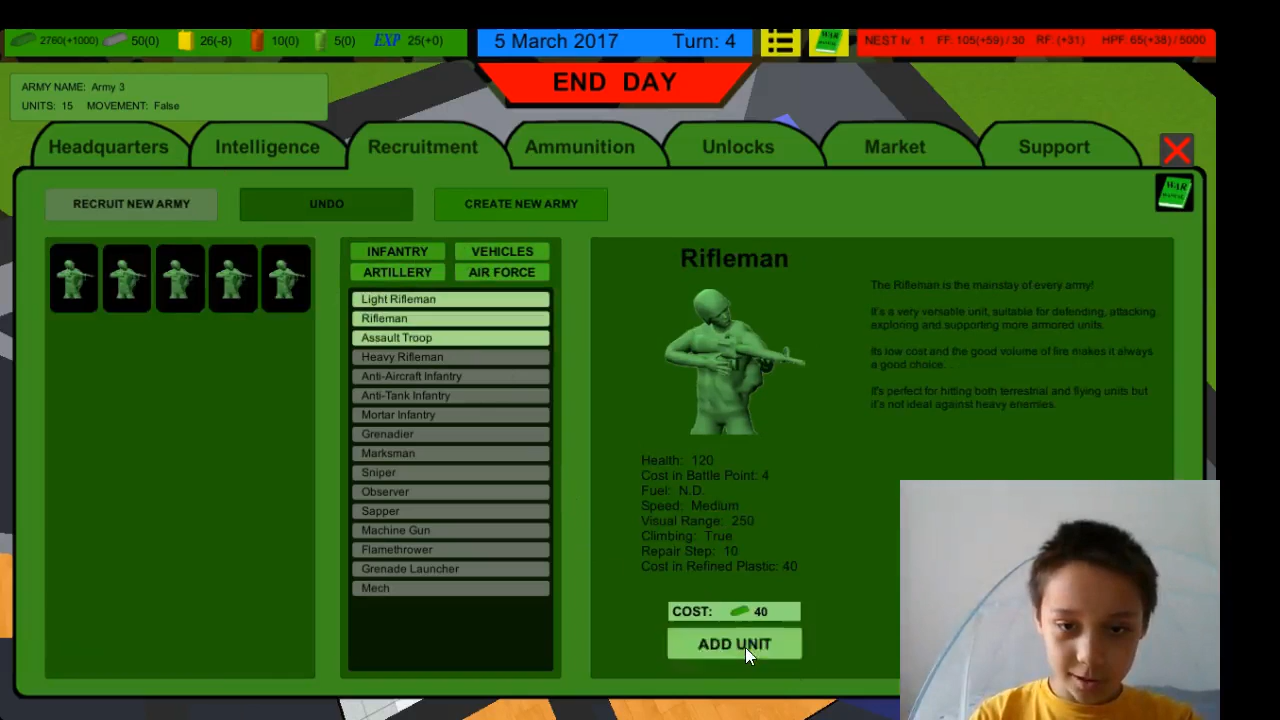 2760(+1000) 50(0) 26(-8) 10(0) 5(0) EXP 25(+0) 5 March 2017 Turn: 4 WAR NEST lv. 1 FF: 105(+59) / 30 RF: (+31) HPF: 65(+38) / 5000
ARMY NAME: Army 3
UNITS: 15 MOVEMENT: False
END DAY
Headquarters Intelligence Recruitment Ammunition Unlocks Market Support
WAR
RECRUIT NEW ARMY UNDO CREATE NEW ARMY
INFANTRY VEHICLES
ARTILLERY AIR FORCE
Light Rifleman
Rifleman
Assault Troop
Heavy Rifleman
Anti-Aircraft Infantry
Anti-Tank Infantry
Mortar Infantry
Grenadier
Marksman
Sniper
Observer
Sapper
Machine Gun
Flamethrower
Grenade Launcher
Mech
Rifleman
The Rifleman is the mainstay of every army!
It's a very versatile unit, suitable for defending, attacking,
exploring and supporting more armored units.
Its low cost and the good volume of fire makes it always
a good choice.
It's perfect for hitting both terrestrial and flying units but
it's not ideal against heavy enemies.
Health: 120
Cost in Battle Point: 4
Fuel: N.D.
Speed: Medium
Visual Range: 250
Climbing: True
Repair Step: 10
Cost in Refined Plastic: 40
COST: 40
ADD UNIT